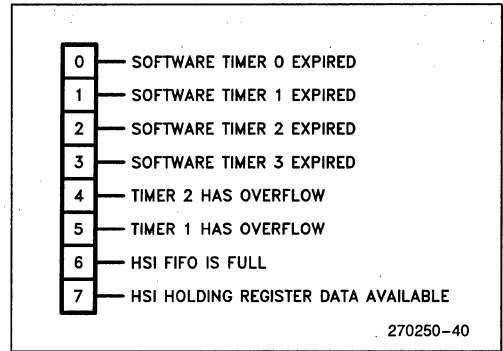 0 SOFTWARE TIMER 0 EXPIRED
1 SOFTWARE TIMER 1 EXPIRED
2 SOFTWARE TIMER 2 EXPIRED
3 SOFTWARE TIMER 3 EXPIRED
4 TIMER 2 HAS OVERFLOW
5 TIMER 1 HAS OVERFLOW
6 HSI FIFO IS FULL
7 HSI HOLDING REGISTER DATA AVAILABLE
270250-40